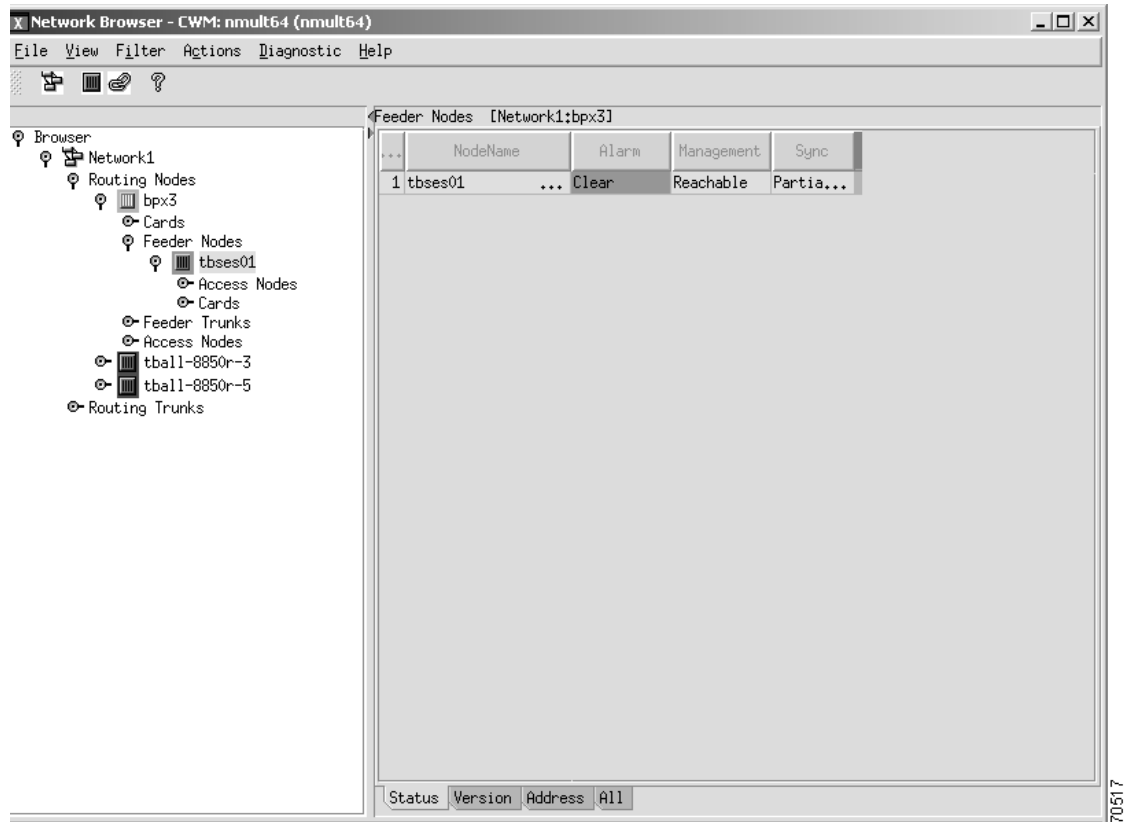 X Network Browser - CWM: nmult64 (nmult64)
File View Filter Actions Diagnostic Help
Feeder Nodes [Network1:bpx3]
Browser
Network1
Routing Nodes
bpx3
Cards
Feeder Nodes
tbses01
Access Nodes
Cards
Feeder Trunks
Access Nodes
tball-8850r-3
tball-8850r-5
Routing Trunks
... NodeName Alarm Management Sync
1 tbses01 ... Clear Reachable Partia...
Status Version Address All
70517